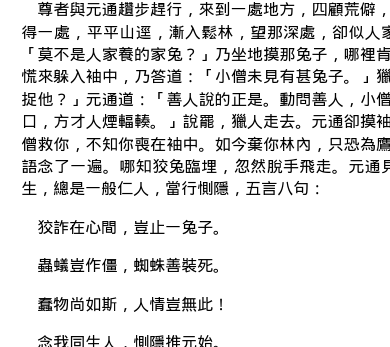 尊者與元通趲步趕行，來到一處地方，四顧荒僻，
得一處，平平山逕，漸入鬆林，望那深處，卻似人家
「莫不是人家養的家兔？」乃坐地摸那兔子，哪裡肯
慌來躲入袖中，乃答道：「小僧未見有甚兔子。」獵
捉他？」元通道：「善人說的正是。動問善人，小僧
口，方才人煙輻輳。」說罷，獵人走去。元通卻摸袖
僧救你，不知你喪在袖中。如今棄你林內，只恐為鷹
語念了一遍。哪知狡兔臨埋，忽然脫手飛走。元通見
生，總是一般仁人，當行惻隱，五言八句：
狡詐在心間，豈止一兔子。
蟲蟻豈作僵，蜘蛛善裝死。
蠢物尚如斯，人情豈無此！
念我同生人，惻隱推元始。